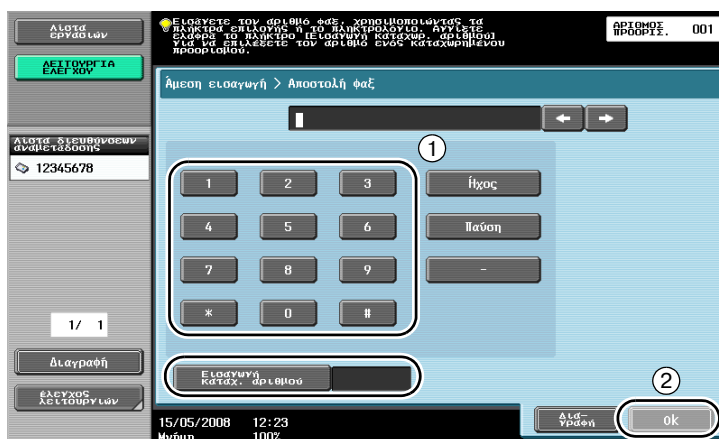 Λίστα
εργασιών
ΛΕΙΤΟΥΡΓΙΑ
ΕΛΕΓΧΟΥ
Εισάγετε τον αριθμό φαξ, χρησιμοποιώντας τα
πλήκτρα επιλογής ή το πληκτρολόγιο. Αγγίξτε
ελαφρά το πλήκτρο [Εισαγωγή καταχωρ. αριθμού]
για να επιλέξετε τον αριθμό ενός καταχωρημένου
προορισμού.
ΑΡΙΘΜΟΣ
ΠΡΟΟΡΙΣ.
001
Άμεση εισαγωγή > Αποστολή φαξ
Λίστα διευθύνσεων
αναμετάδοσης
12345678
1
1 2 3 Ήχος
4 5 6 Παύση
7 8 9 -
* 0 #
1/ 1
Διαγραφή
Εισαγωγή
καταχ. αριθμού
έλεγχος
λειτουργιών
2
Δια-
γραφή
ok
15/05/2008 12:23
Μνήμη 100%